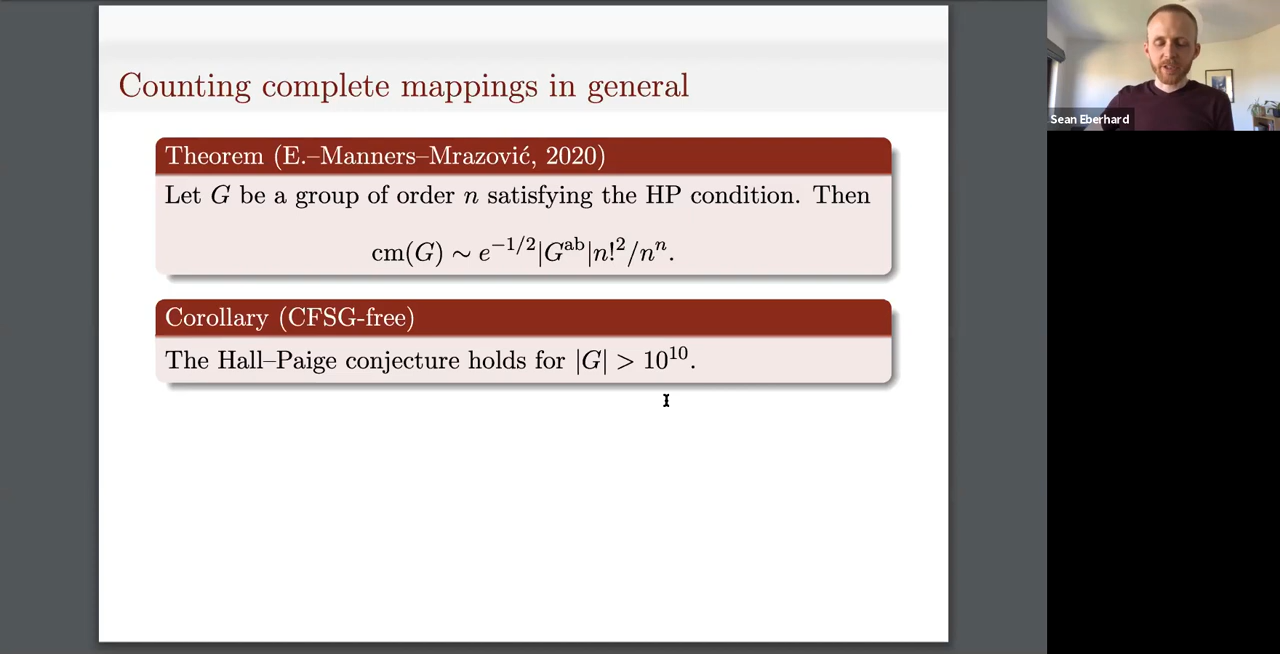 Counting complete mappings in general
Theorem (E.–Manners–Mrazović, 2020)
Let G be a group of order n satisfying the HP condition. Then
cm(G) ∼ e^{−1/2}|G^{ab}|n!^2/n^n.
Corollary (CFSG-free)
The Hall–Paige conjecture holds for |G| > 10^{10}.
Sean Eberhard